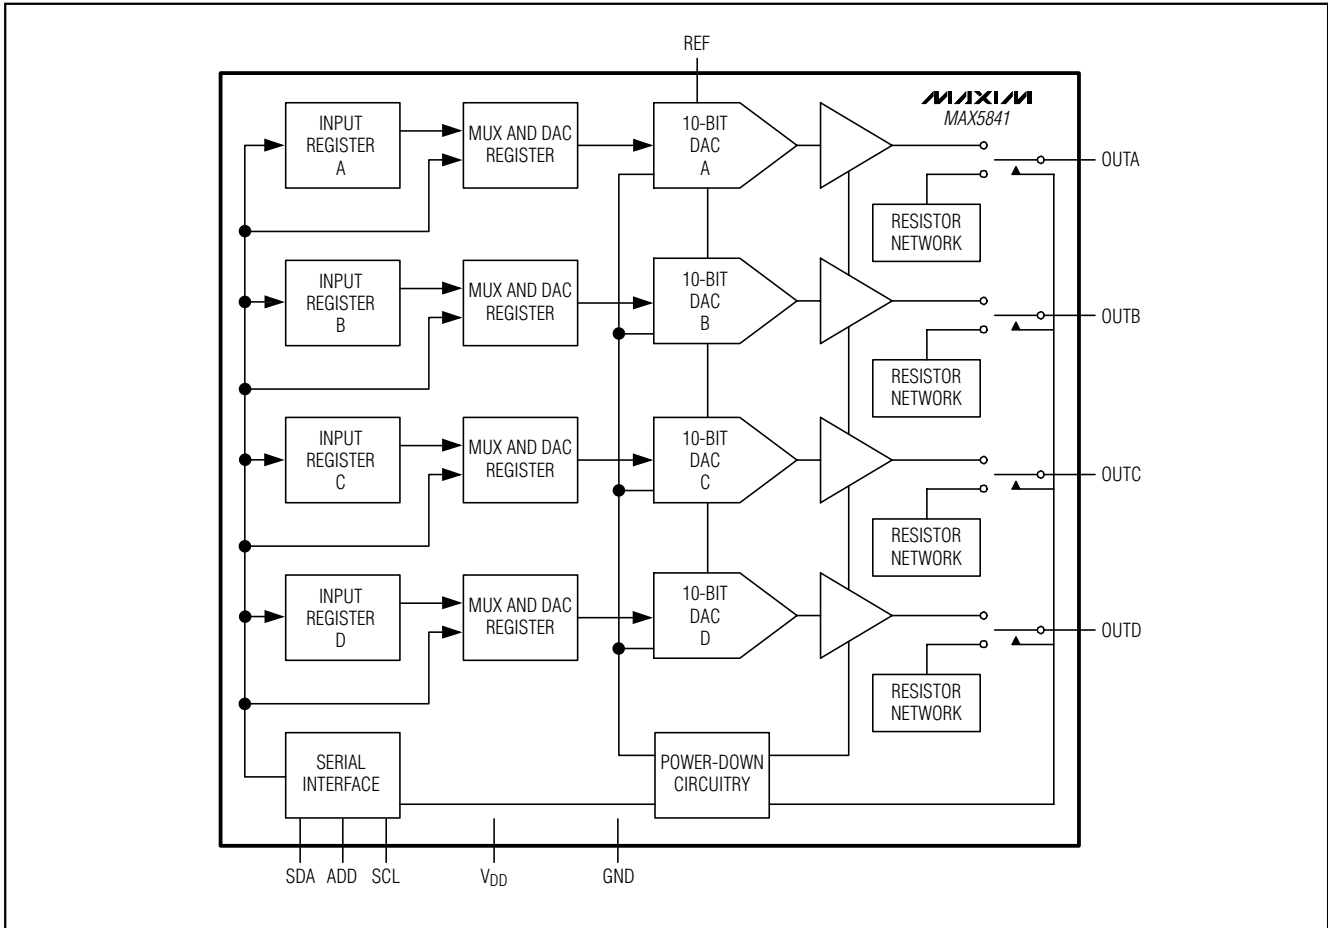 REF
MAXIM
MAX5841
INPUT
REGISTER
A
MUX AND DAC
REGISTER
10-BIT
DAC
A
OUTA
RESISTOR
NETWORK
INPUT
REGISTER
B
MUX AND DAC
REGISTER
10-BIT
DAC
B
OUTB
RESISTOR
NETWORK
INPUT
REGISTER
C
MUX AND DAC
REGISTER
10-BIT
DAC
C
OUTC
RESISTOR
NETWORK
INPUT
REGISTER
D
MUX AND DAC
REGISTER
10-BIT
DAC
D
OUTD
RESISTOR
NETWORK
SERIAL
INTERFACE
POWER-DOWN
CIRCUITRY
SDA ADD SCL VDD GND